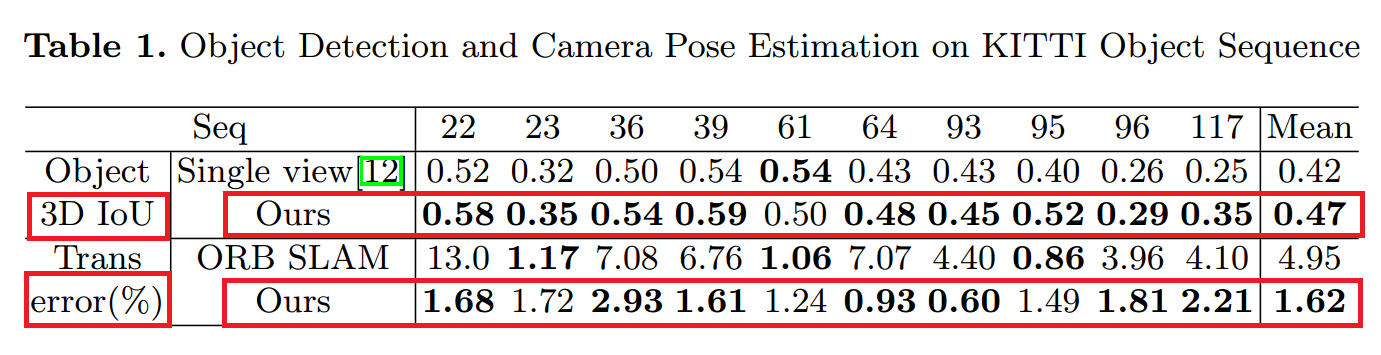 Table 1. Object Detection and Camera Pose Estimation on KITTI Object Sequence
Seq 22 23 36 39 61 64 93 95 96 117 Mean
Object Single view[12] 0.52 0.32 0.50 0.54 0.54 0.43 0.43 0.40 0.26 0.25 0.42
3D IoU Ours 0.58 0.35 0.54 0.59 0.50 0.48 0.45 0.52 0.29 0.35 0.47
Trans ORB SLAM 13.0 1.17 7.08 6.76 1.06 7.07 4.40 0.86 3.96 4.10 4.95
error(%) Ours 1.68 1.72 2.93 1.61 1.24 0.93 0.60 1.49 1.81 2.21 1.62